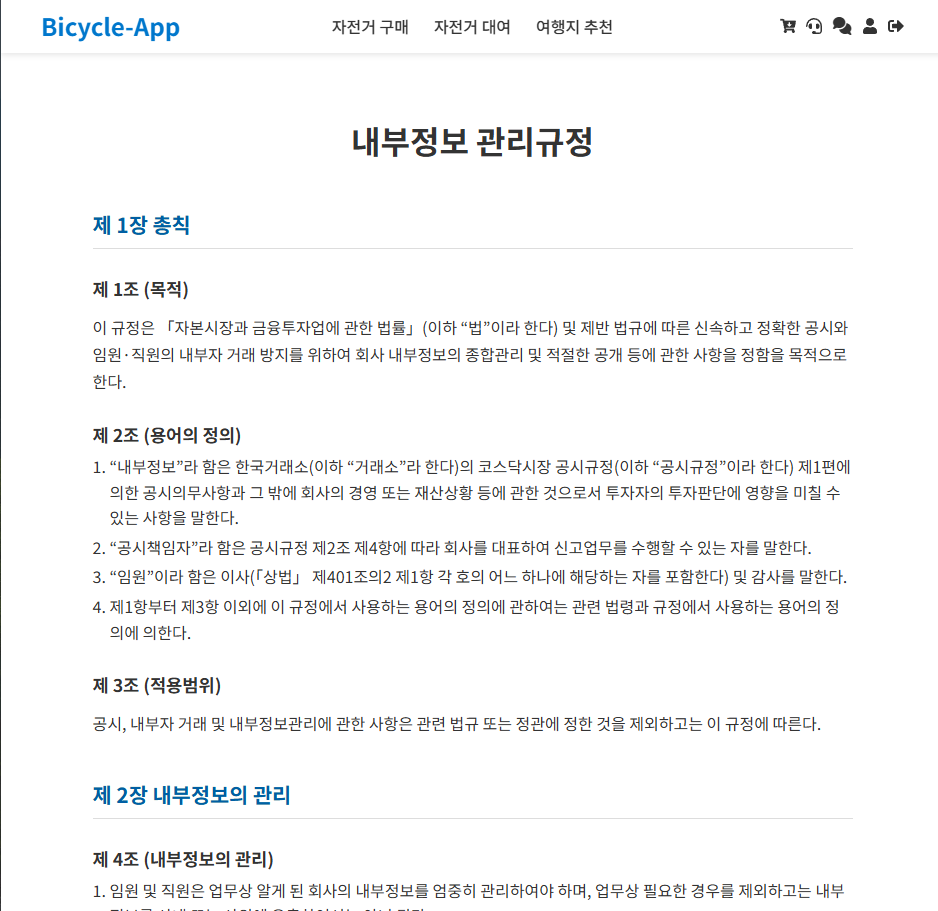 Bicycle-App
자전거 구매 자전거 대여 여행지 추천
내부정보 관리규정
제 1장 총칙
제 1조 (목적)
이 규정은 「자본시장과 금융투자업에 관한 법률」(이하 “법”이라 한다) 및 제반 법규에 따른 신속하고 정확한 공시와
임원·직원의 내부자 거래 방지를 위하여 회사 내부정보의 종합관리 및 적절한 공개 등에 관한 사항을 정함을 목적으로
한다.
제 2조 (용어의 정의)
1. “내부정보”라 함은 한국거래소(이하 “거래소”라 한다)의 코스닥시장 공시규정(이하 “공시규정”이라 한다) 제1편에
의한 공시의무사항과 그 밖에 회사의 경영 또는 재산상황 등에 관한 것으로서 투자자의 투자판단에 영향을 미칠 수
있는 사항을 말한다.
2. “공시책임자”라 함은 공시규정 제2조 제4항에 따라 회사를 대표하여 신고업무를 수행할 수 있는 자를 말한다.
3. “임원”이라 함은 이사(「상법」 제401조의2 제1항 각 호의 어느 하나에 해당하는 자를 포함한다) 및 감사를 말한다.
4. 제1항부터 제3항 이외에 이 규정에서 사용하는 용어의 정의에 관하여는 관련 법령과 규정에서 사용하는 용어의 정
의에 의한다.
제 3조 (적용범위)
공시, 내부자 거래 및 내부정보관리에 관한 사항은 관련 법규 또는 정관에 정한 것을 제외하고는 이 규정에 따른다.
제 2장 내부정보의 관리
제 4조 (내부정보의 관리)
1. 임원 및 직원은 업무상 알게 된 회사의 내부정보를 엄중히 관리하여야 하며, 업무상 필요한 경우를 제외하고는 내부